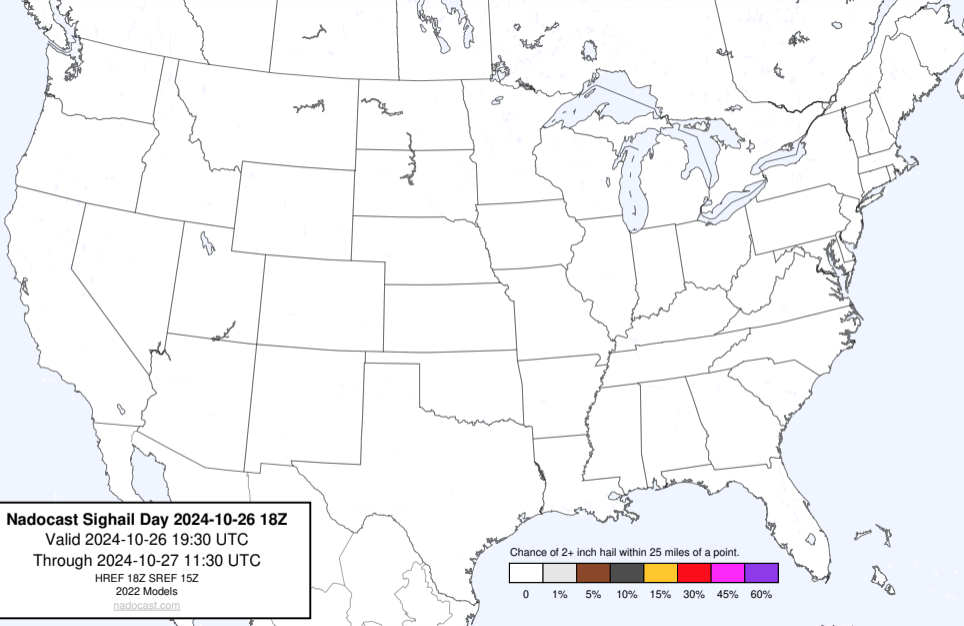 Nadocast Sighail Day 2024-10-26 18Z
Valid 2024-10-26 19:30 UTC
Through 2024-10-27 11:30 UTC
HREF 18Z SREF 15Z
2022 Models
nadocast.com
Chance of 2+ inch hail within 25 miles of a point.
0 1% 5% 10% 15% 30% 45% 60%